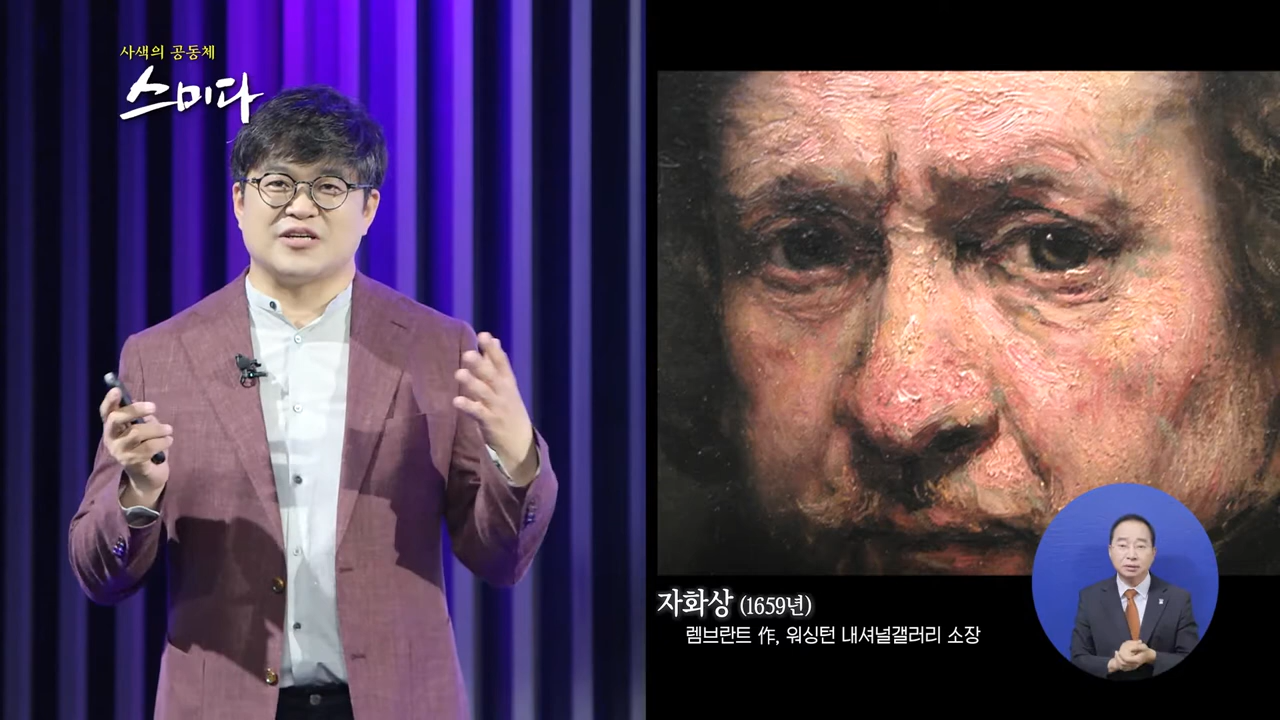 사색의 공동체
스미다
자화상 (1659년)
렘브란트 作, 워싱턴 내셔널갤러리 소장